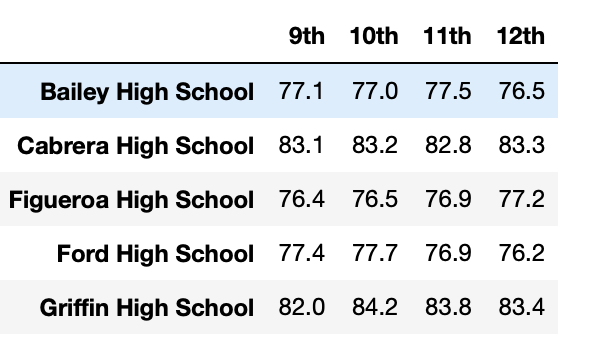 9th 10th 11th 12th
Bailey High School 77.1 77.0 77.5 76.5
Cabrera High School 83.1 83.2 82.8 83.3
Figueroa High School 76.4 76.5 76.9 77.2
Ford High School 77.4 77.7 76.9 76.2
Griffin High School 82.0 84.2 83.8 83.4